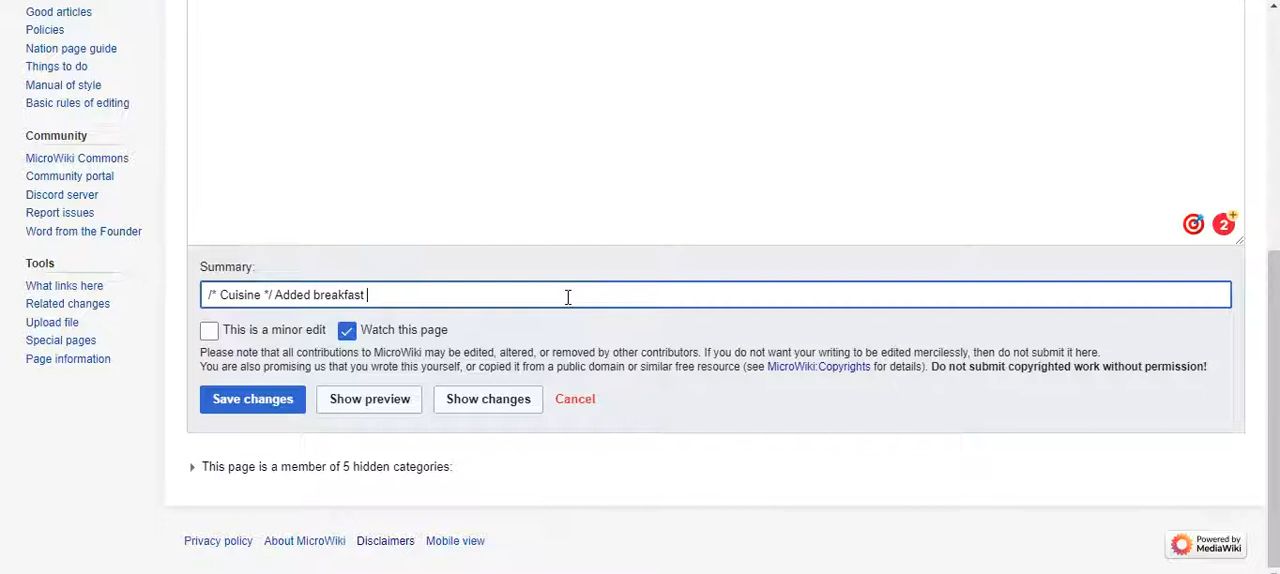 Good articles
Policies
Nation page guide
Things to do
Manual of style
Basic rules of editing
Community
MicroWiki Commons
Community portal
Discord server
Report issues
Word from the Founder
Tools
What links here
Related changes
Upload file
Special pages
Page information
2
Summary:
/* Cuisine */ Added breakfast
This is a minor edit
Watch this page
Please note that all contributions to MicroWiki may be edited, altered, or removed by other contributors. If you do not want your writing to be edited mercilessly, then do not submit it here.
You are also promising us that you wrote this yourself, or copied it from a public domain or similar free resource (see MicroWiki:Copyrights for details). Do not submit copyrighted work without permission!
Save changes
Show preview
Show changes
Cancel
This page is a member of 5 hidden categories:
Privacy policy
About MicroWiki
Disclaimers
Mobile view
Powered by
MediaWiki